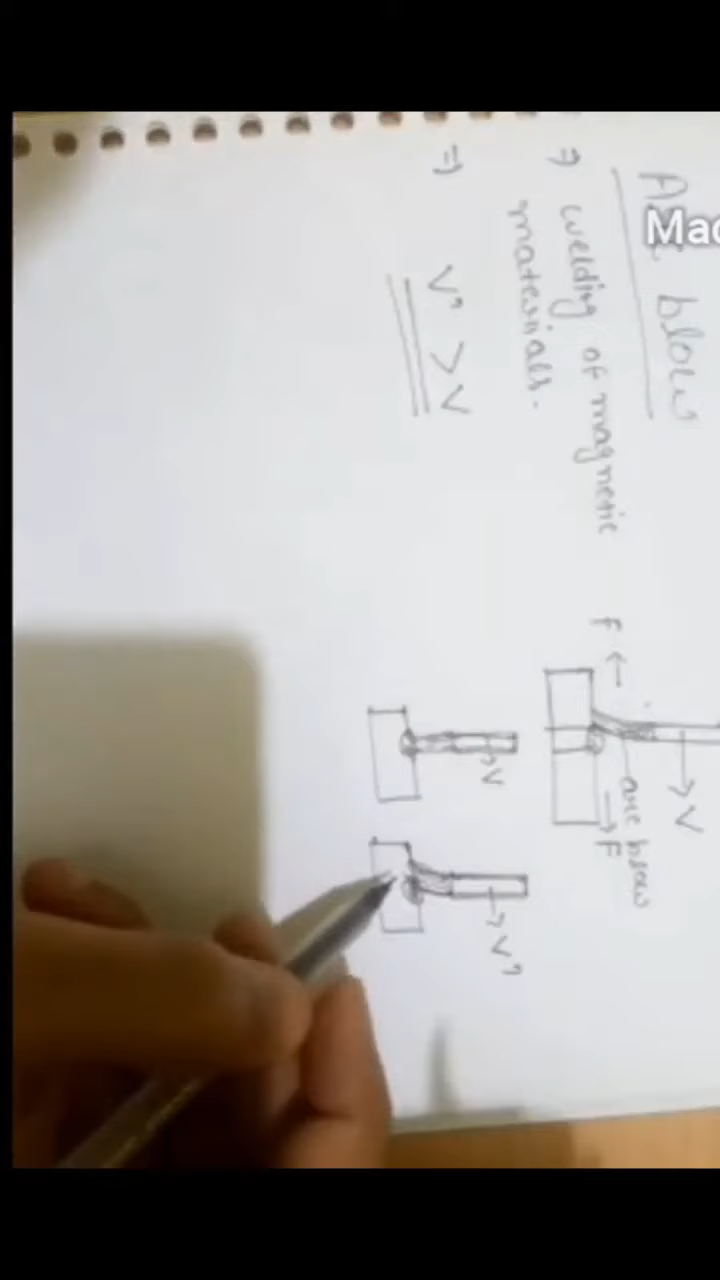 Arc blow
Mac
⇒ welding of magnetic
materials.
⇒ V↑ > V
F ←
→ V
arc blow
→ F
→ V
→ V↑